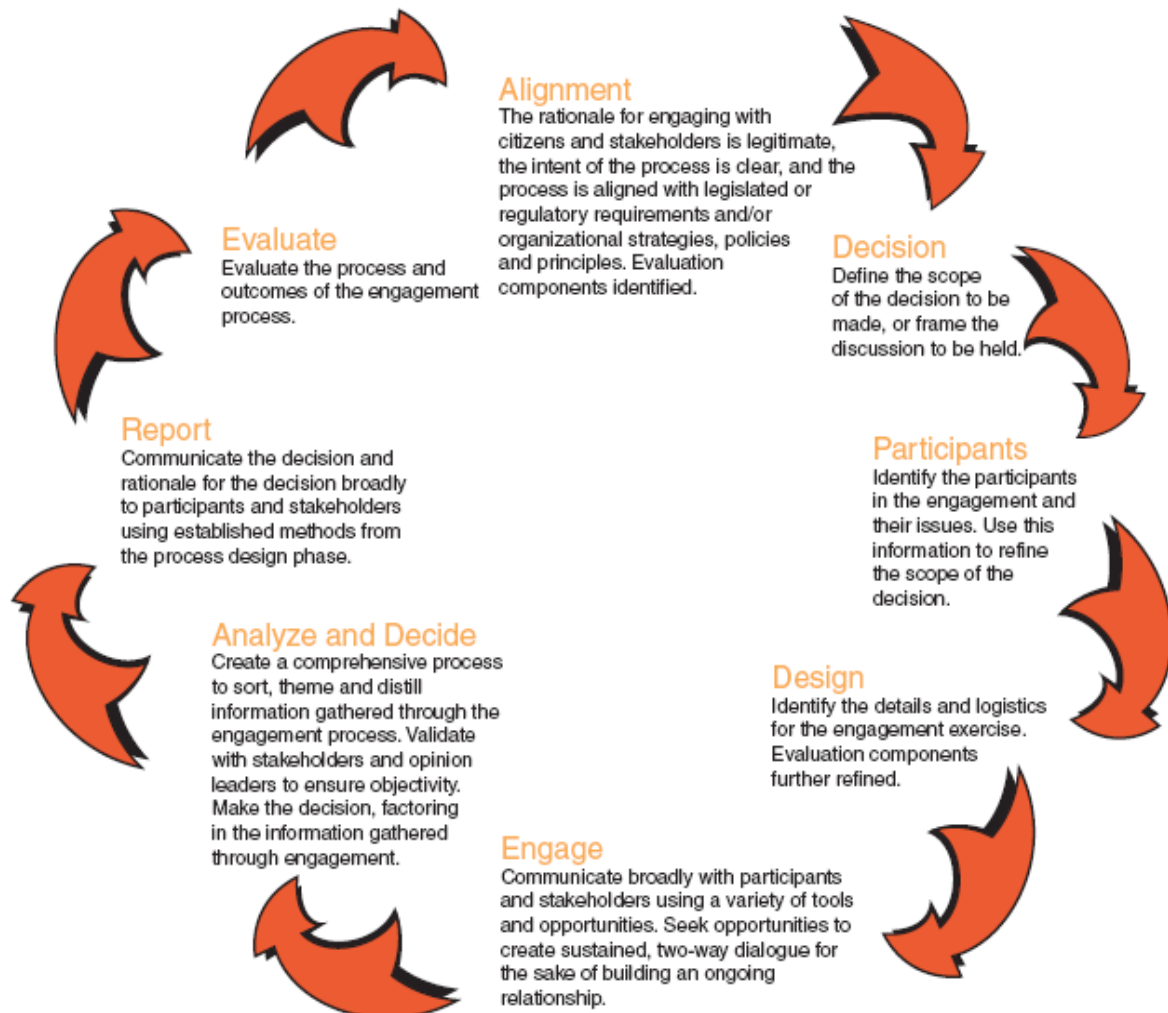 Alignment
The rationale for engaging with
citizens and stakeholders is legitimate,
the intent of the process is clear, and the
process is aligned with legislated or
regulatory requirements and/or
organizational strategies, policies
and principles. Evaluation
components identified.
Decision
Define the scope
of the decision to be
made, or frame the
discussion to be held.
Participants
Identify the participants
in the engagement and
their issues. Use this
information to refine
the scope of the
decision.
Design
Identify the details and logistics
for the engagement exercise.
Evaluation components
further refined.
Engage
Communicate broadly with participants
and stakeholders using a variety of tools
and opportunities. Seek opportunities to
create sustained, two-way dialogue for
the sake of building an ongoing
relationship.
Analyze and Decide
Create a comprehensive process
to sort, theme and distill
information gathered through the
engagement process. Validate
with stakeholders and opinion
leaders to ensure objectivity.
Make the decision, factoring
in the information gathered
through engagement.
Report
Communicate the decision and
rationale for the decision broadly
to participants and stakeholders
using established methods from
the process design phase.
Evaluate
Evaluate the process and
outcomes of the engagement
process.